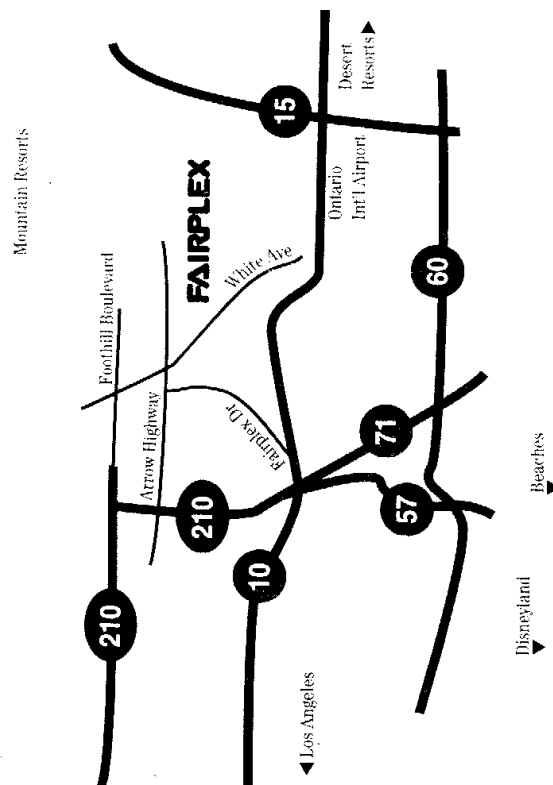 Mountain Resorts
Foothill Boulevard
Arrow Highway
FAIRPLEX
White Ave
Fairplex Dr
210
210
10
15
Ontario
Int'l Airport
Desert
Resorts
71
57
60
Los Angeles
Disneyland
Beaches